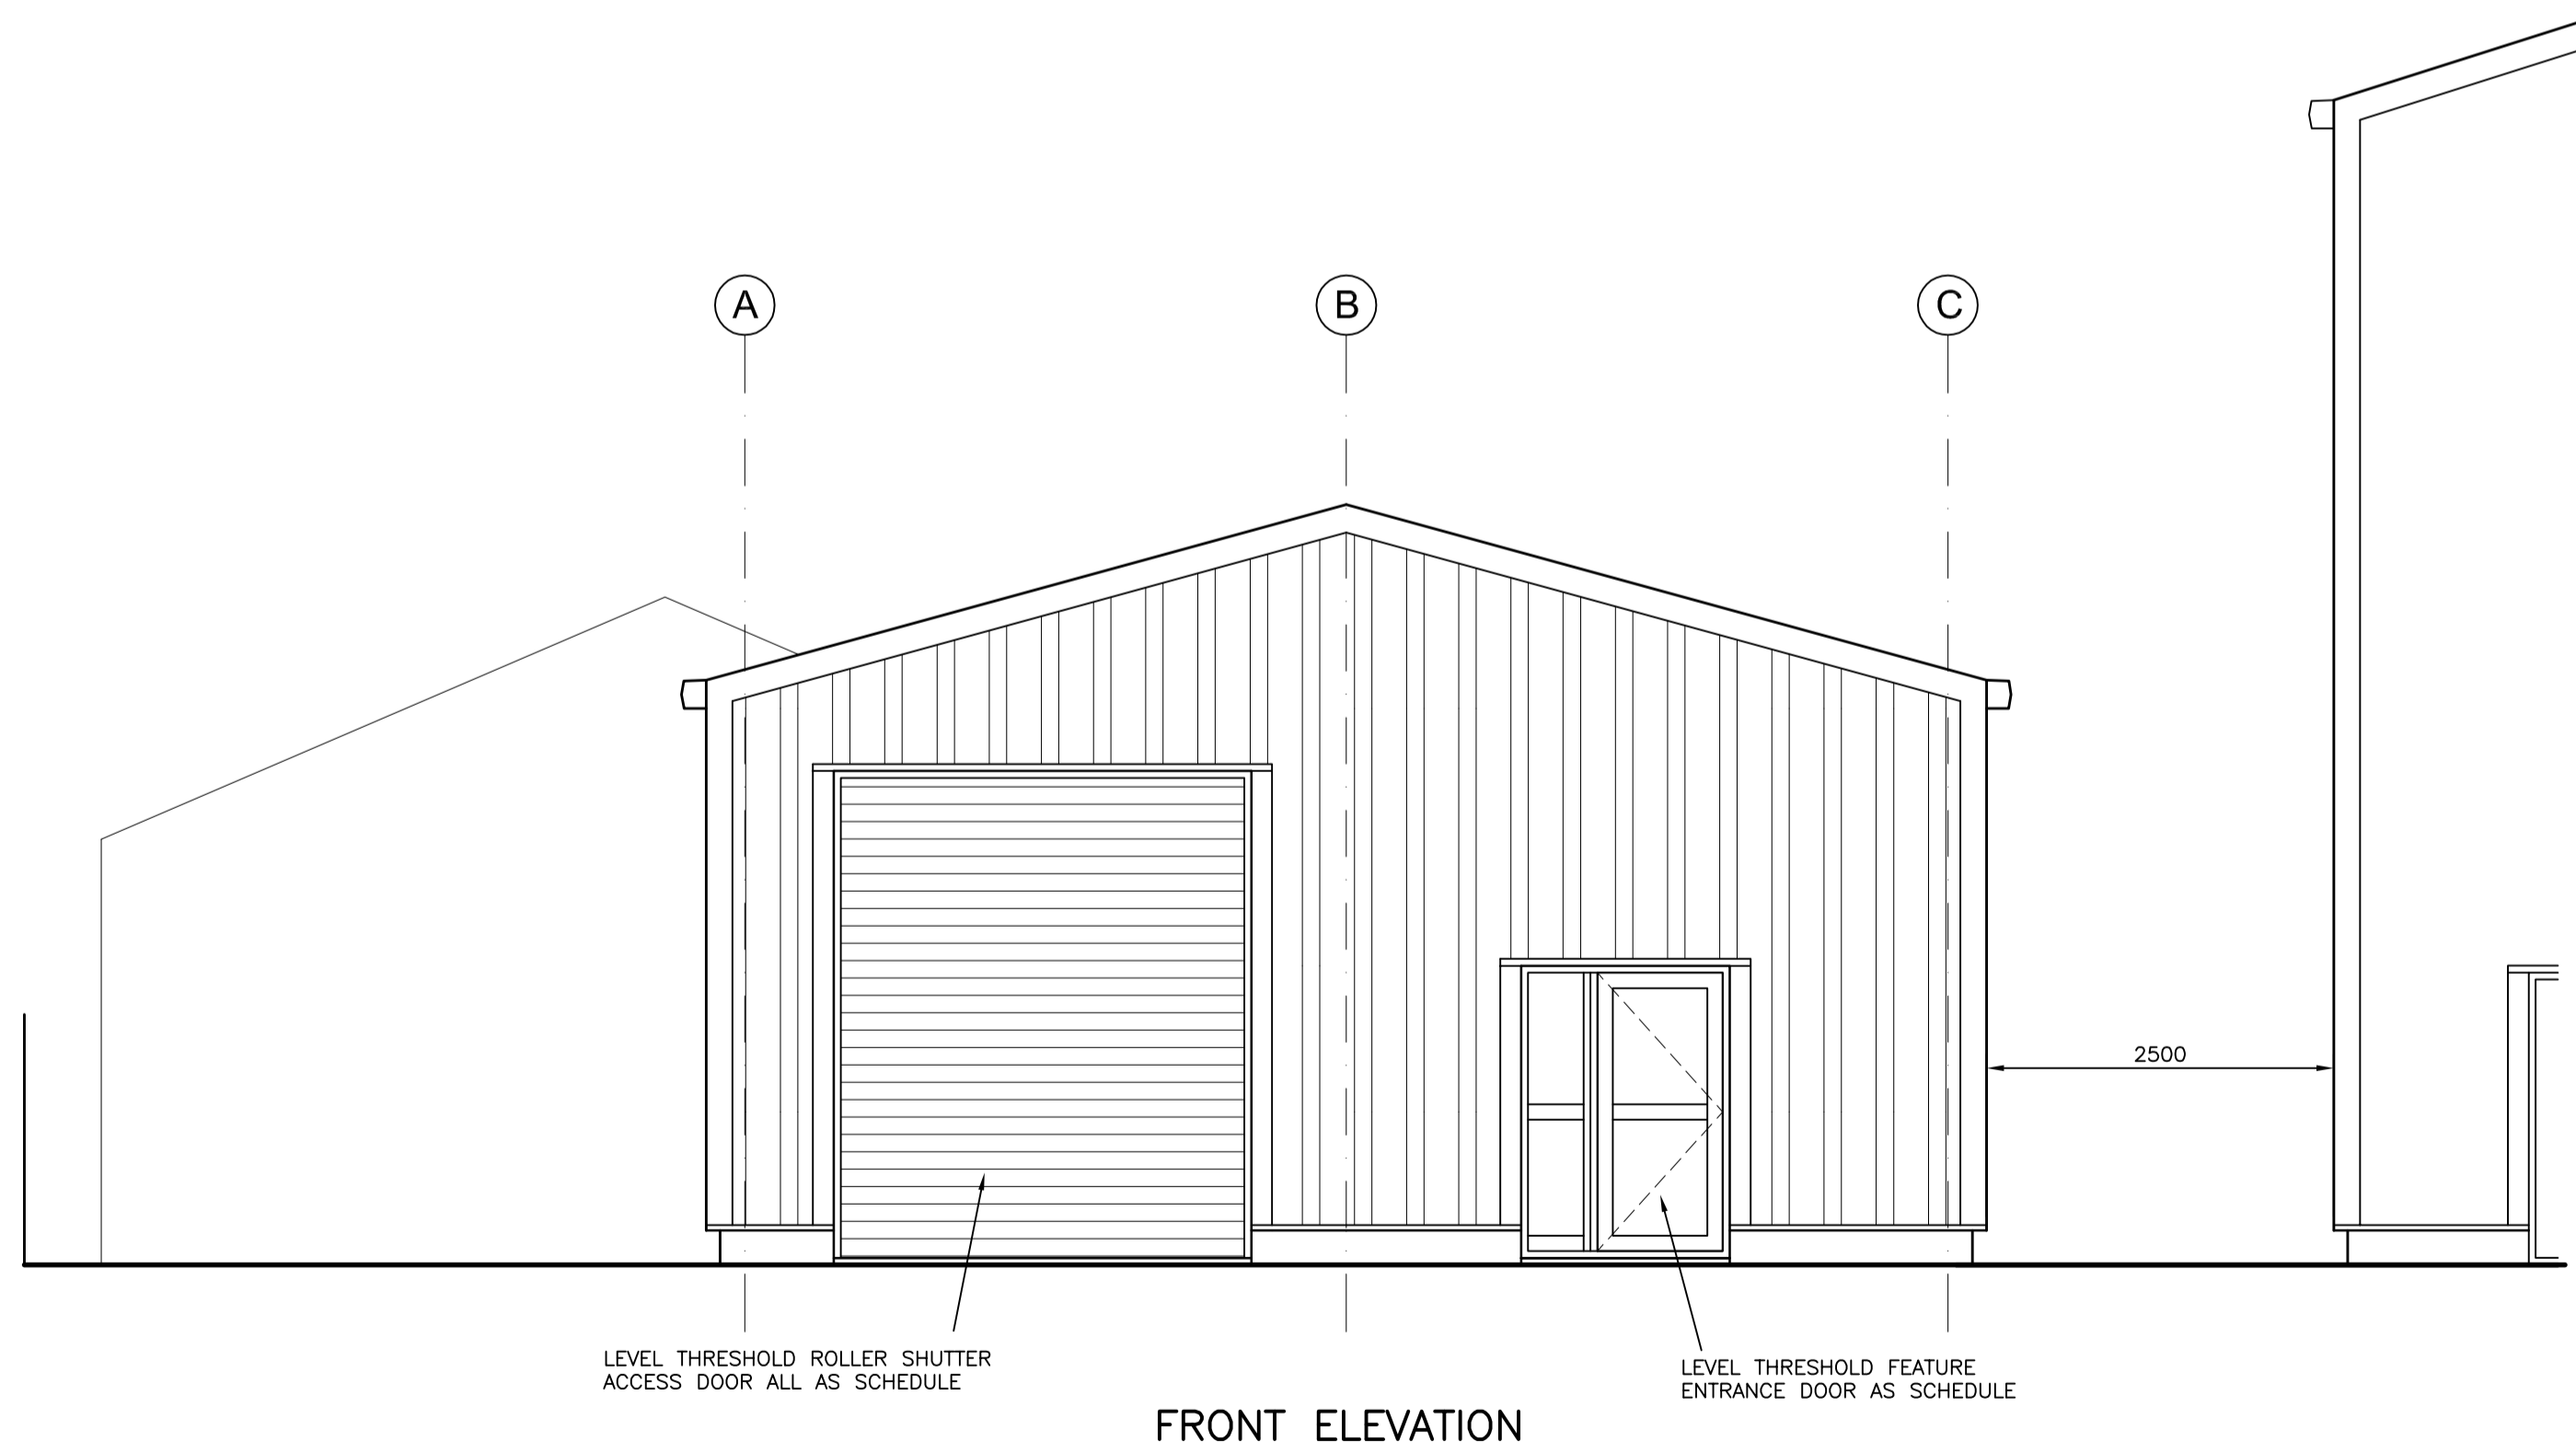 A
B
C
2500
LEVEL THRESHOLD ROLLER SHUTTER
ACCESS DOOR ALL AS SCHEDULE
LEVEL THRESHOLD FEATURE
ENTRANCE DOOR AS SCHEDULE
FRONT ELEVATION